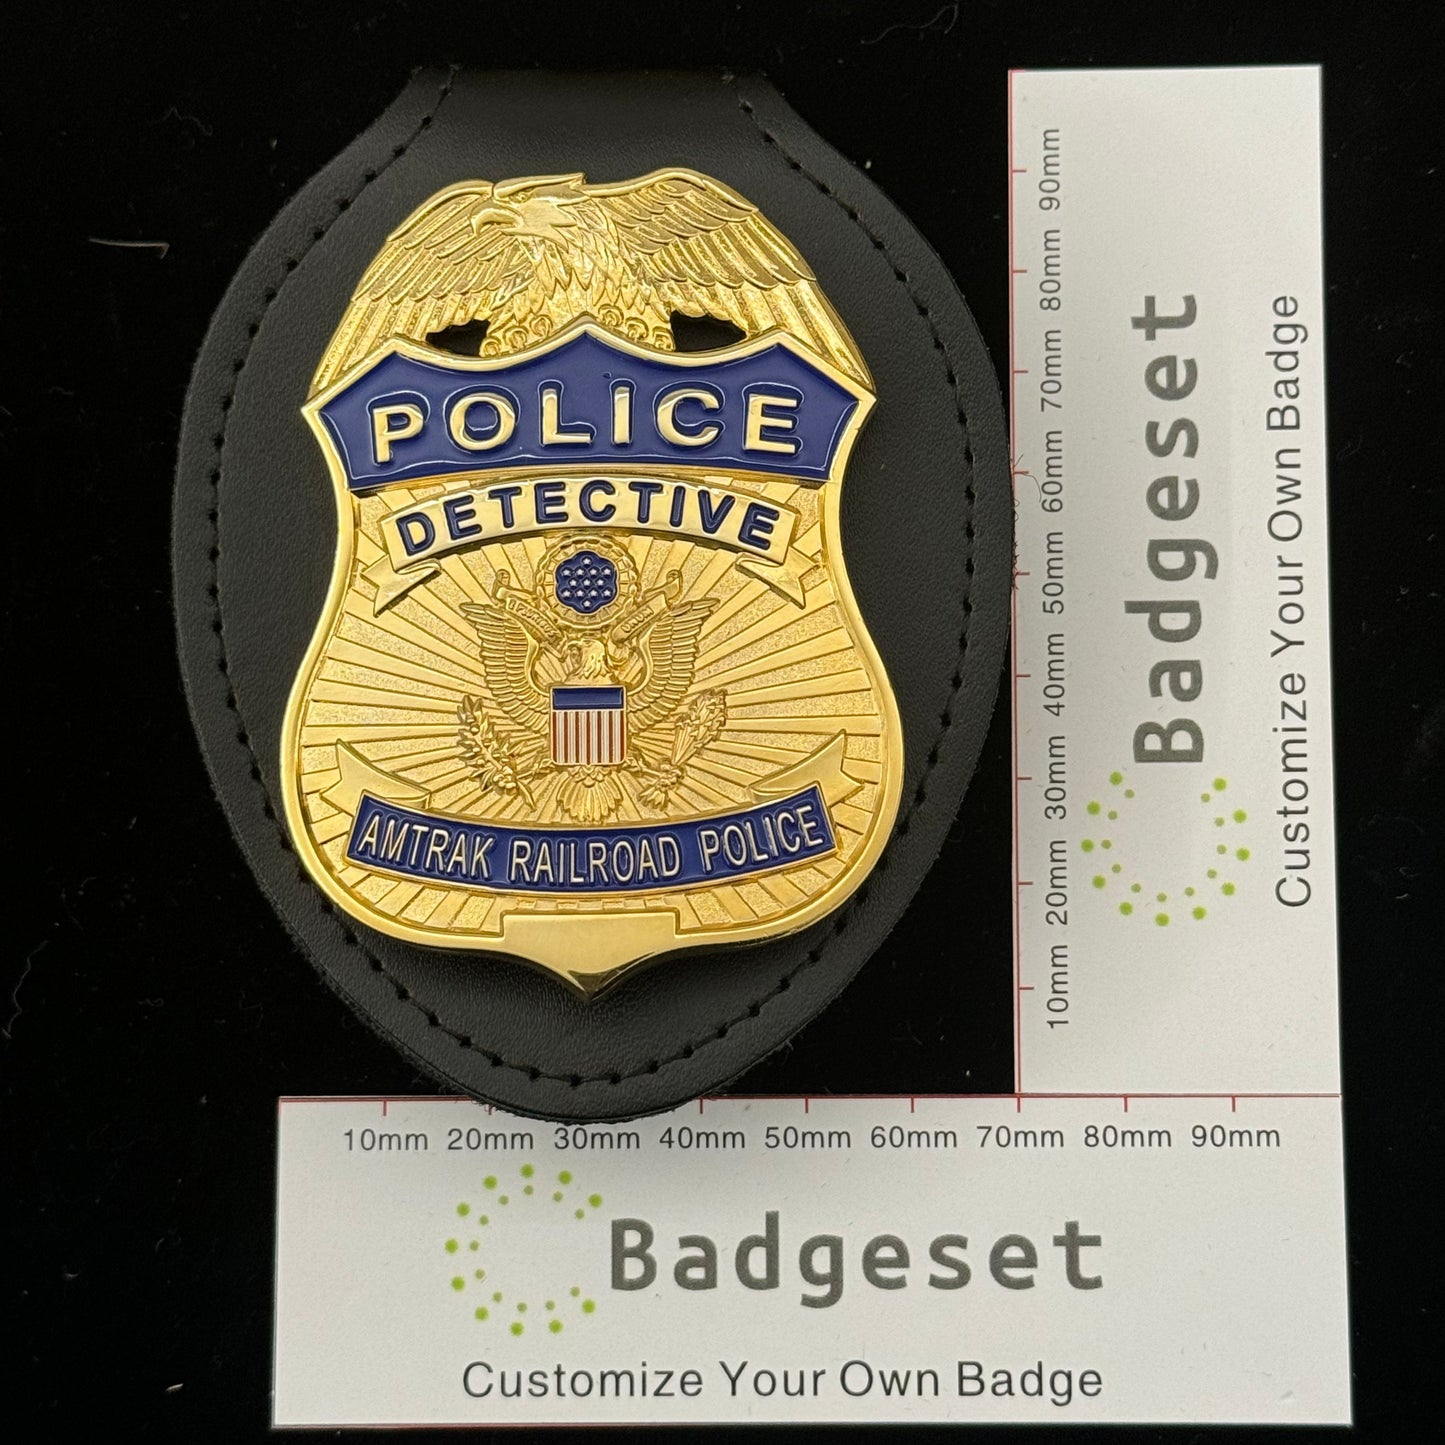 POLICE
DETECTIVE
AMTRAK RAILROAD POLICE
90mm
80mm
70mm
60mm
50mm
40mm
30mm
20mm
10mm
Badgeset
Customize Your Own Badge
10mm 20mm 30mm 40mm 50mm 60mm 70mm 80mm 90mm
Badgeset
Customize Your Own Badge